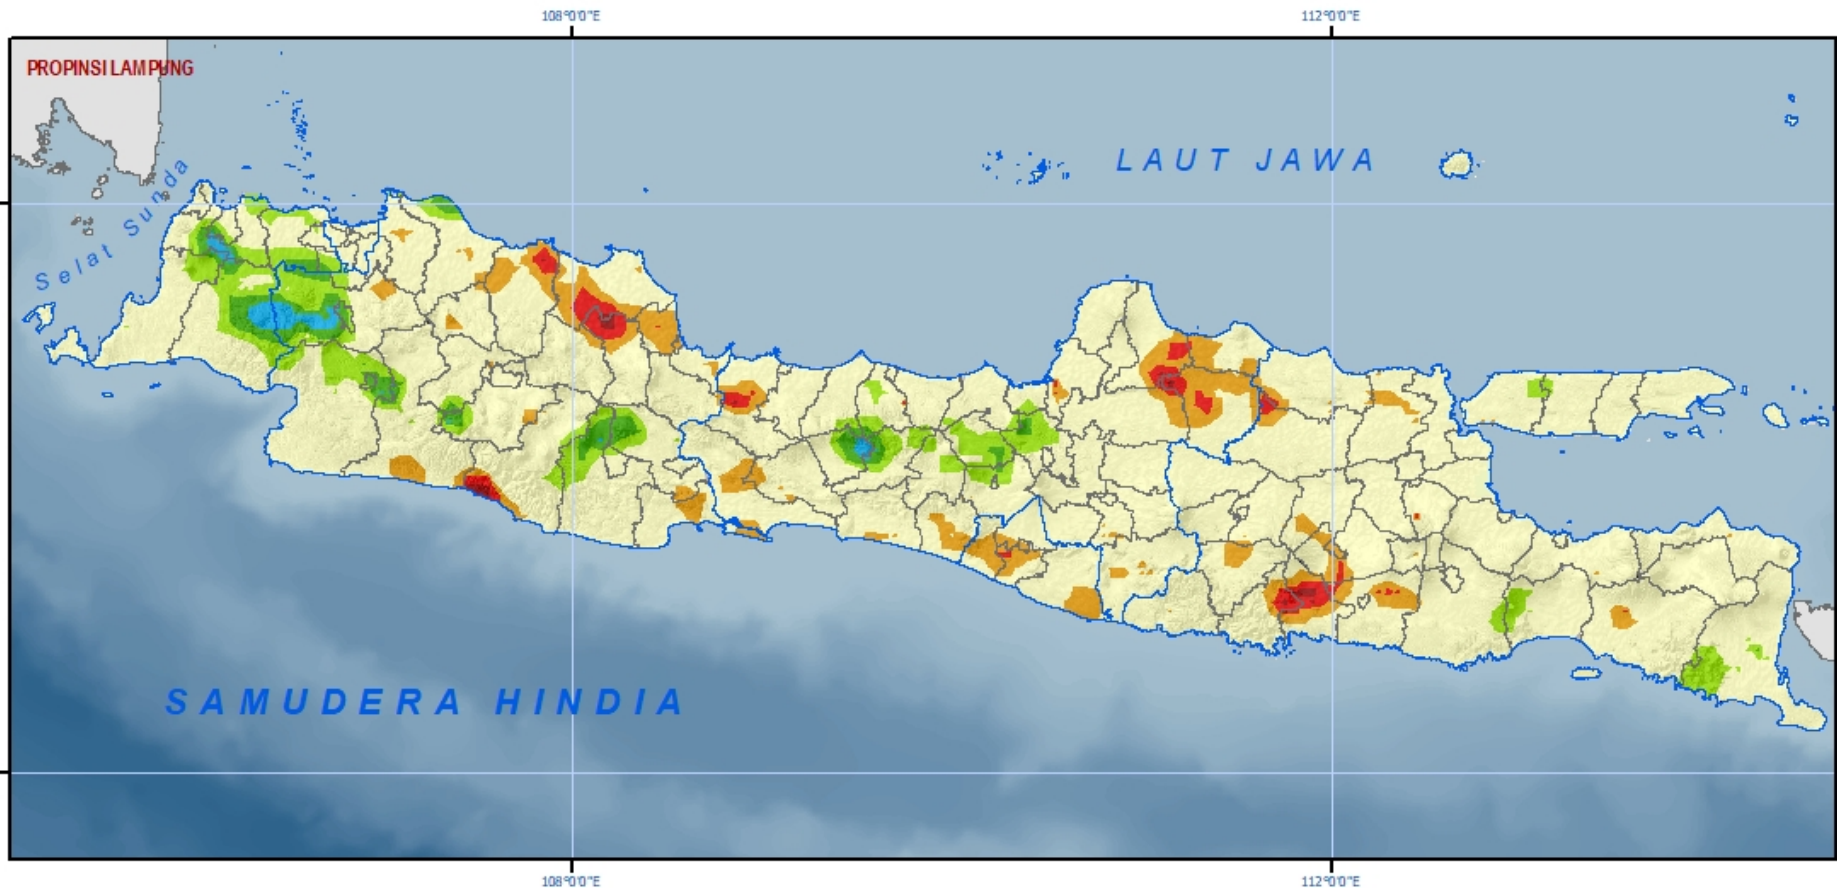 108°0'0"E
112°0'0"E
PROPINSI LAMPUNG
LAUT JAWA
Selat Sunda
SAMUDERA HINDIA
108°0'0"E
112°0'0"E